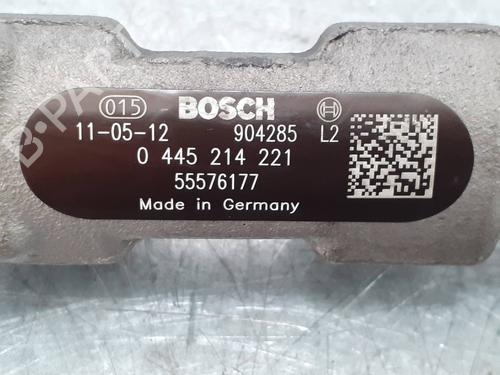 015 BOSCH
11-05-12 904285 L2
0 445 214 221
55576177
Made in Germany
B-PARTS